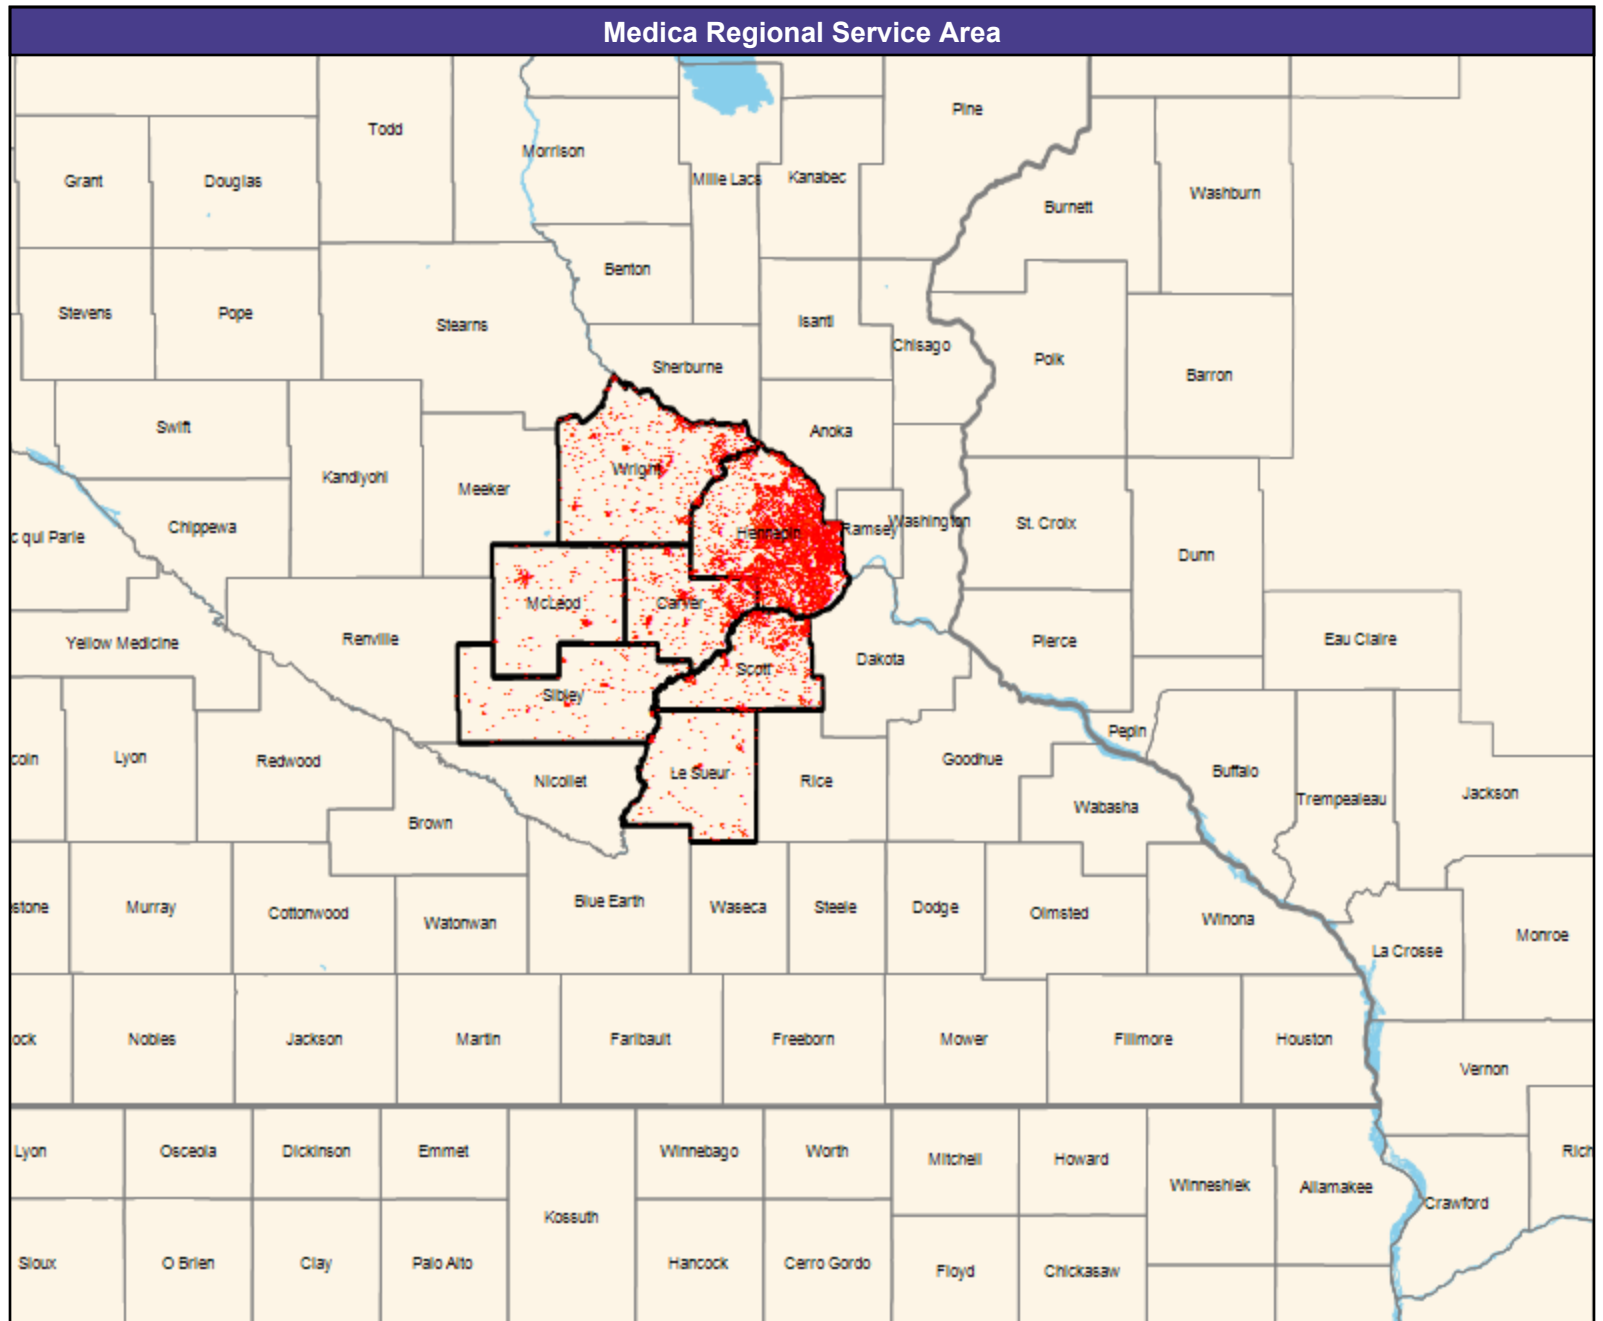 Medica Regional Service Area
Pine
Todd
Morrison
Mille Lacs
Kanabec
Grant
Douglas
Washburn
Burnett
Benton
Stevens
Pope
Stearns
Isanti
Chisago
Polk
Barron
Sherburne
Swift
Anoka
Wright
Kandiyohi
Meeker
Chippewa
c qui Parle
Hennepin
Ramsey
Washington
St. Croix
Dunn
McLeod
Carver
Yellow Medicine
Renville
Scott
Dakota
Pierce
Eau Claire
Sibley
coln
Lyon
Redwood
Nicollet
Le Sueur
Rice
Goodhue
Pepin
Buffalo
Trempealeau
Jackson
Wabasha
Brown
stone
Murray
Cottonwood
Watonwan
Blue Earth
Waseca
Steele
Dodge
Olmsted
Winona
La Crosse
Monroe
ock
Nobles
Jackson
Martin
Faribault
Freeborn
Mower
Fillmore
Houston
Vernon
Lyon
Osceola
Dickinson
Emmet
Winnebago
Worth
Mitchell
Howard
Winneshiek
Allamakee
Crawford
Rich
Kossuth
Sioux
O Brien
Clay
Palo Alto
Hancock
Cerro Gordo
Floyd
Chickasaw